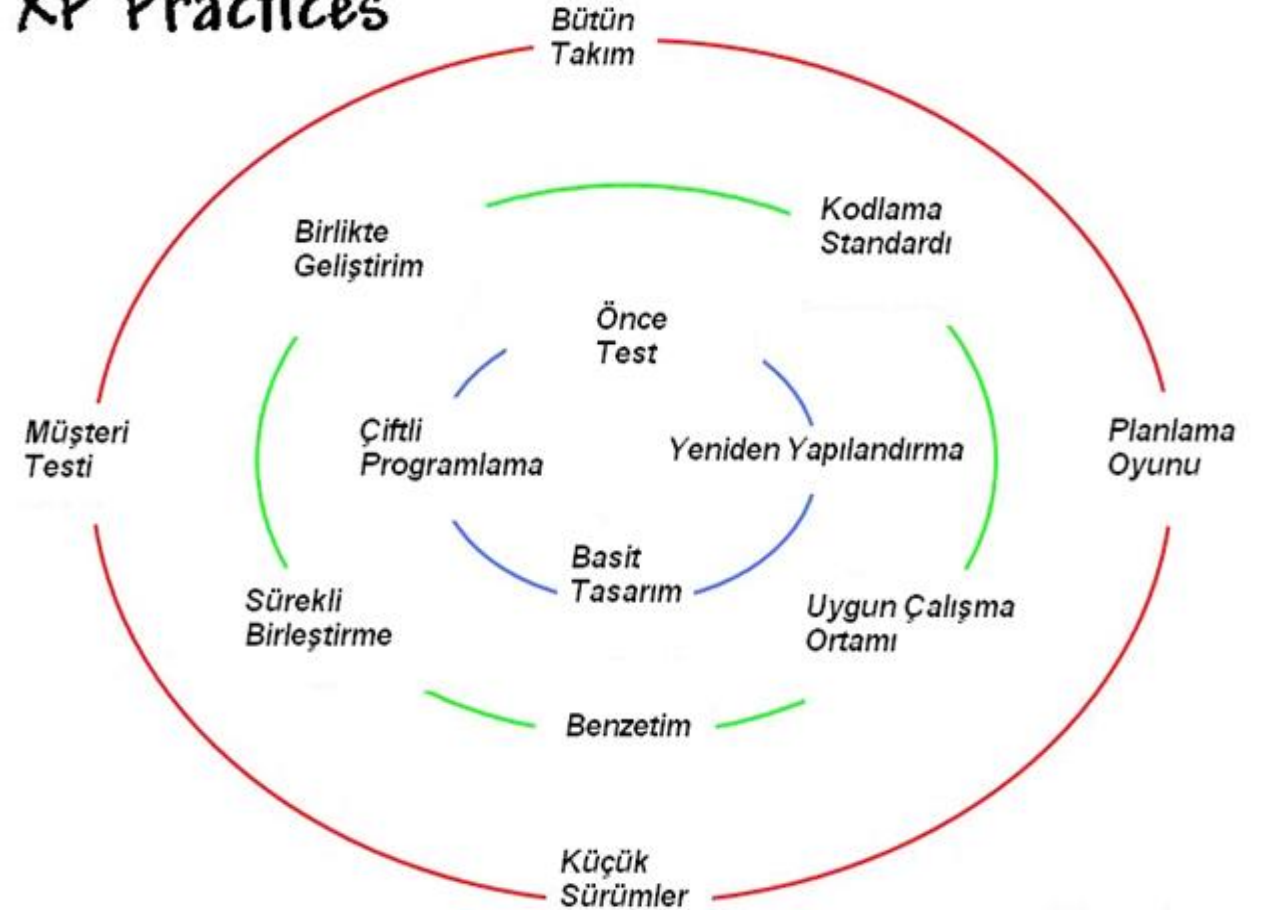 XP Practices
Bütün
Takım
Kodlama
Standardı
Birlikte
Geliştirim
Önce
Test
Müşteri
Testi
Çiftli
Programlama
Yeniden Yapılandırma
Planlama
Oyunu
Basit
Tasarım
Sürekli
Birleştirme
Uygun Çalışma
Ortamı
Benzetim
Küçük
Sürümler